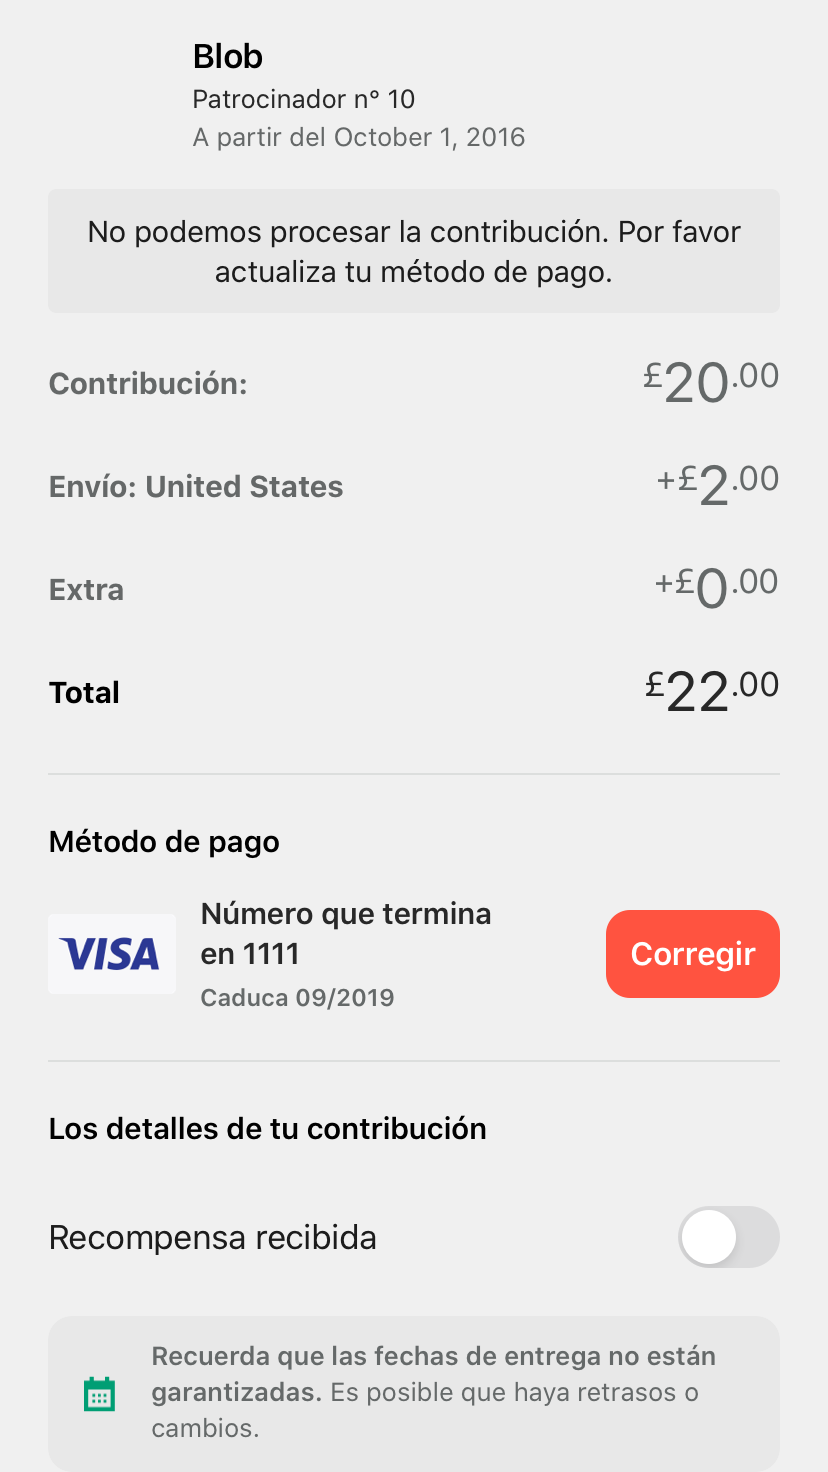 Blob
Patrocinador n° 10
A partir del October 1, 2016
No podemos procesar la contribución. Por favor
actualiza tu método de pago.
Contribución: £20.00
Envío: United States +£2.00
Extra +£0.00
Total £22.00
Método de pago
VISA
Número que termina
en 1111
Caduca 09/2019
Corregir
Los detalles de tu contribución
Recompensa recibida
Recuerda que las fechas de entrega no están
garantizadas. Es posible que haya retrasos o
cambios.